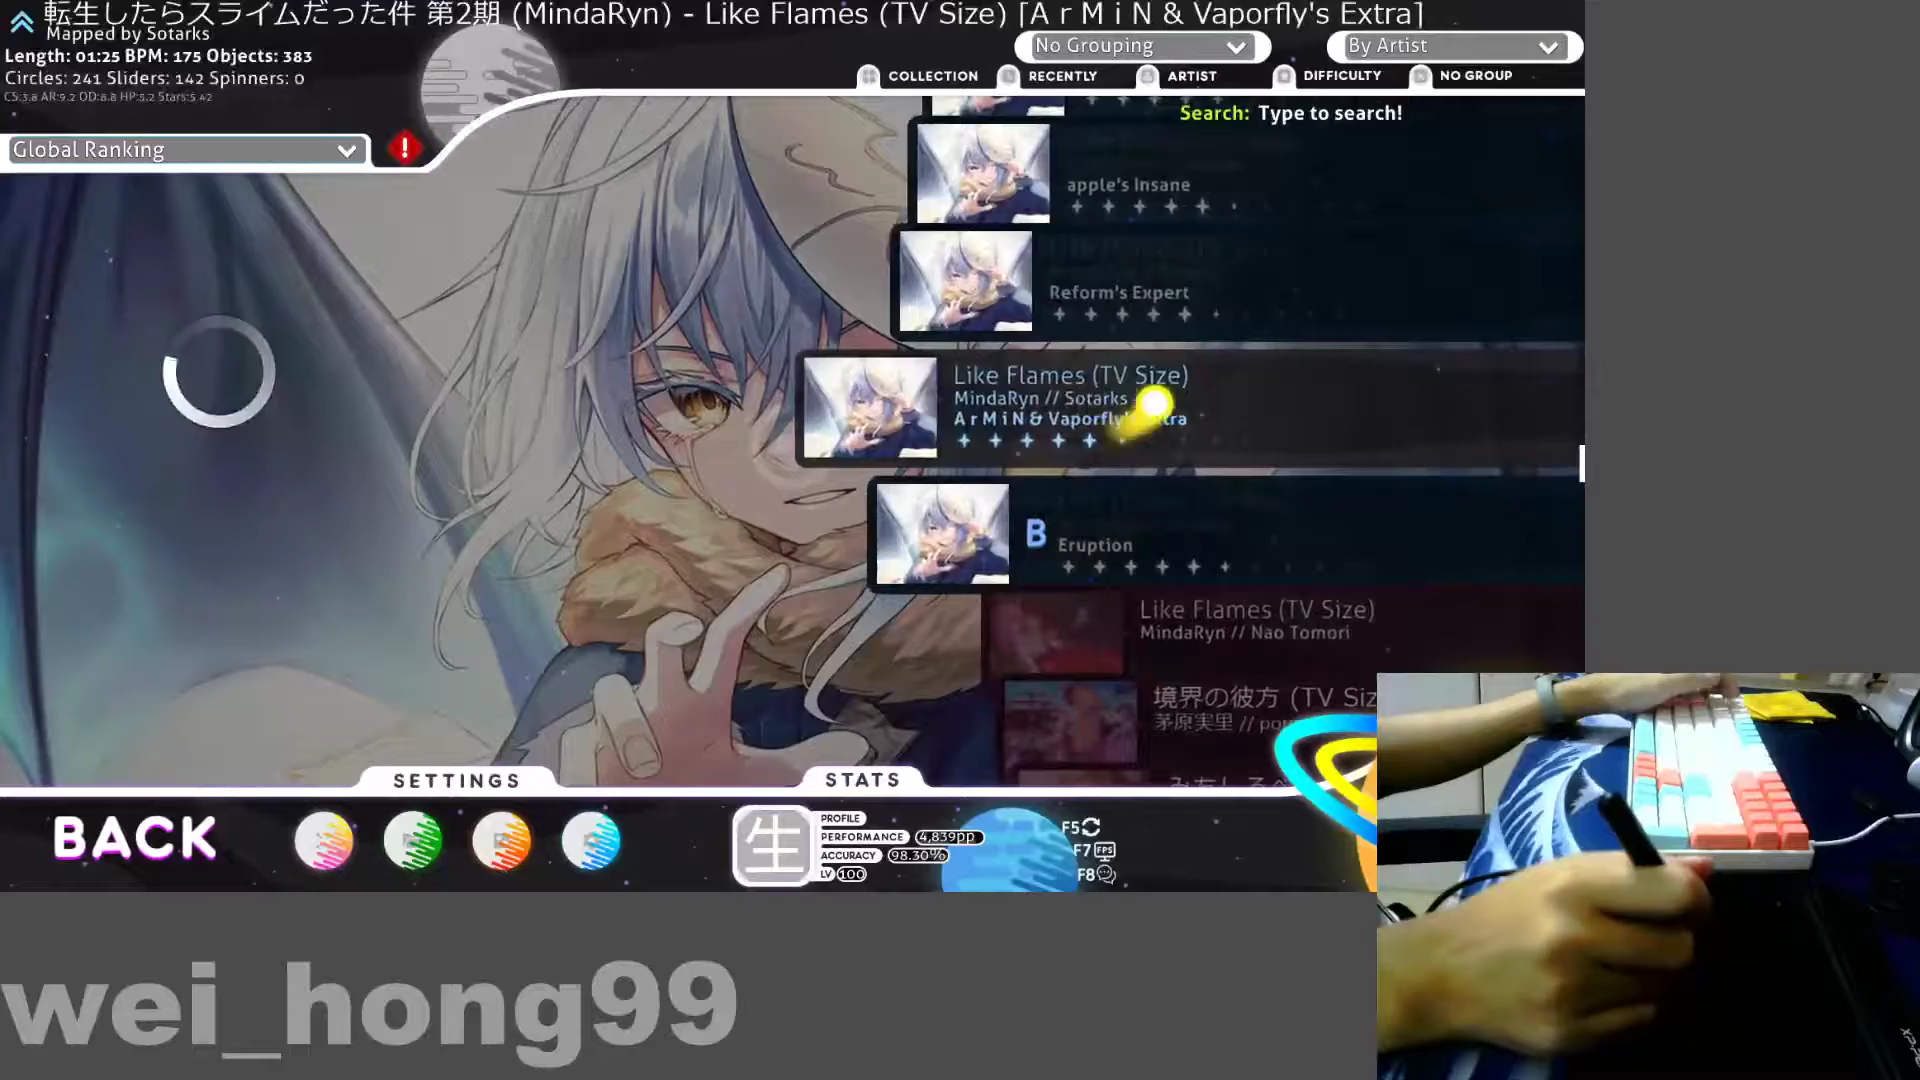 転生したらスライムだった件 第2期 (MindaRyn) - Like Flames (TV Size) [A r M i N & Vaporfly's Extra]
Mapped by Sotarks
Length: 01:25 BPM: 175 Objects: 383
Circles: 241 Sliders: 142 Spinners: 0
CS:3.8 AR:9.2 OD:8.8 HP:5.2 Stars:5.42
No Grouping
By Artist
COLLECTION
RECENTLY
ARTIST
DIFFICULTY
NO GROUP
Global Ranking
Search: Type to search!
apple's Insane
Reform's Expert
Like Flames (TV Size)
MindaRyn // Sotarks
A r M i N & Vaporfly's
B
Eruption
Like Flames (TV Size)
MindaRyn // Nao Tomori
境界の彼方 (TV Siz
茅原実里 //
SETTINGS
STATS
BACK
生
PROFILE
PERFORMANCE 4,839pp
ACCURACY 98.30%
LV 100
F5
F7 FPS
F8
wei_hong99